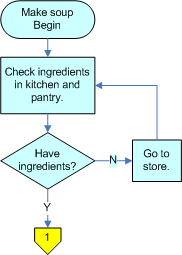 Make soup
Begin
Check ingredients
in kitchen and
pantry.
Have
ingredients?
N
Go to
store.
Y
1